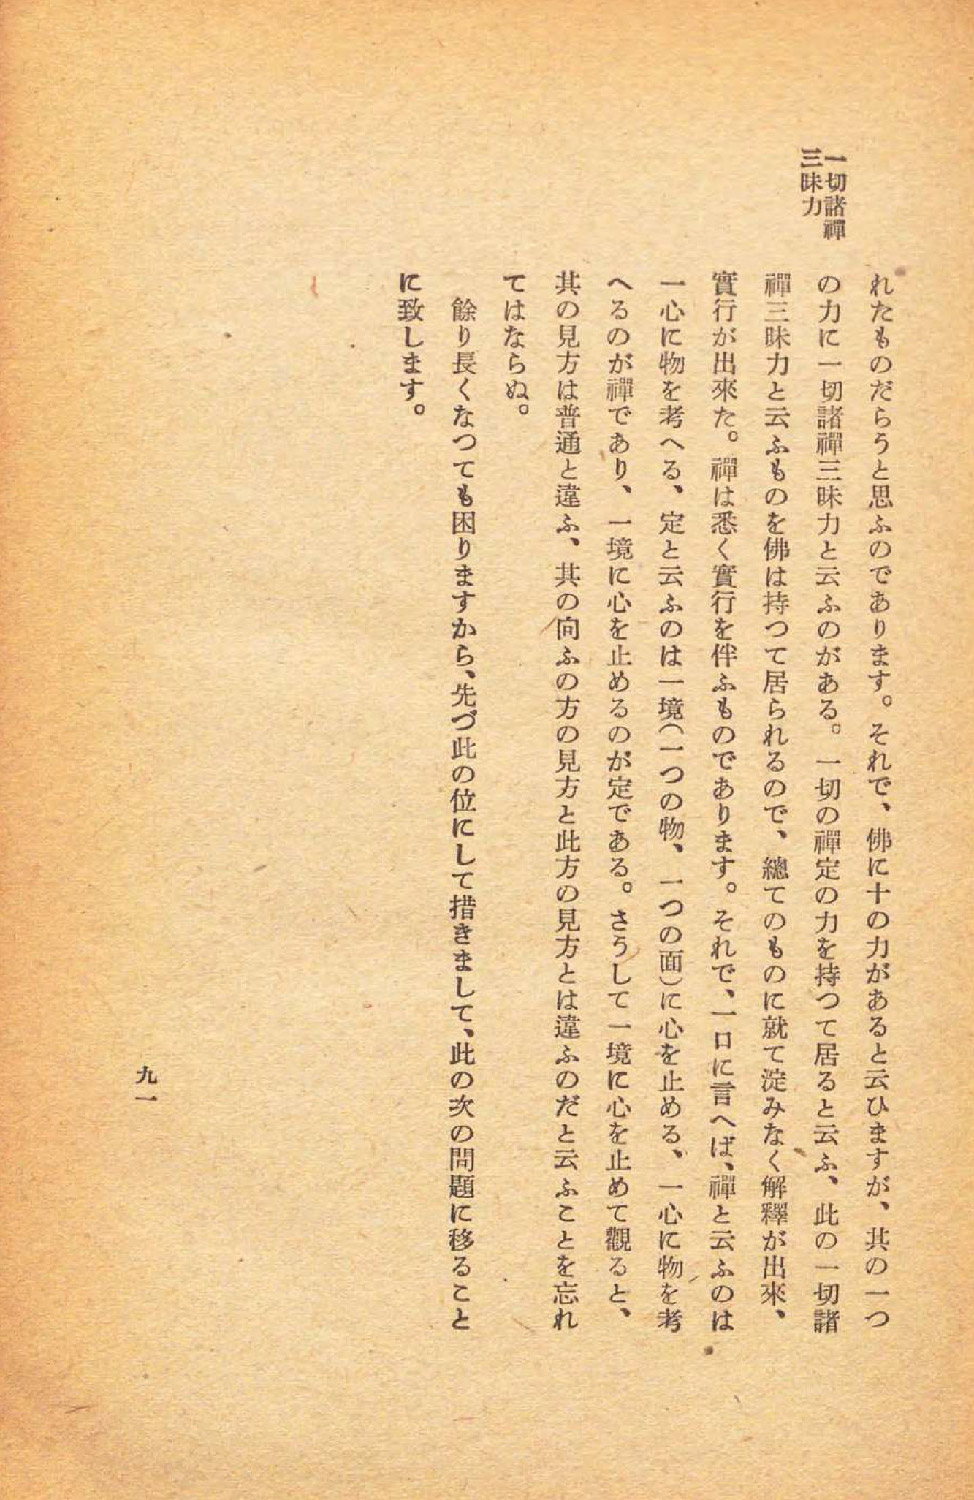 一切諸禪
三昧力
れたものだらうと思ふのであります。それで、佛に十の力があると云ひますが、其の一つ
の力に一切諸禪三昧力と云ふのがある。一切の禪定の力を持つて居ると云ふ、此の一切諸
禪三昧力と云ふものを佛は持つて居られるので、總てのものに就て淀みなく解釋が出來、
實行が出來た。禪は悉く實行を伴ふものであります。それで、一口に言へば、禪と云ふのは
一心に物を考へる、定と云ふのは一境(一つの物、一つの面)に心を止める、一心に物を考
へるのが禪であり、一境に心を止めるのが定である。さうして一境に心を止めて觀ると、
其の見方は普通と違ふ、其の向ふの方の見方と此方の見方とは違ふのだと云ふことを忘れ
てはならぬ。
餘り長くなつても困りますから、先づ此の位にして措きまして、此の次の問題に移ること
に致します。
九一